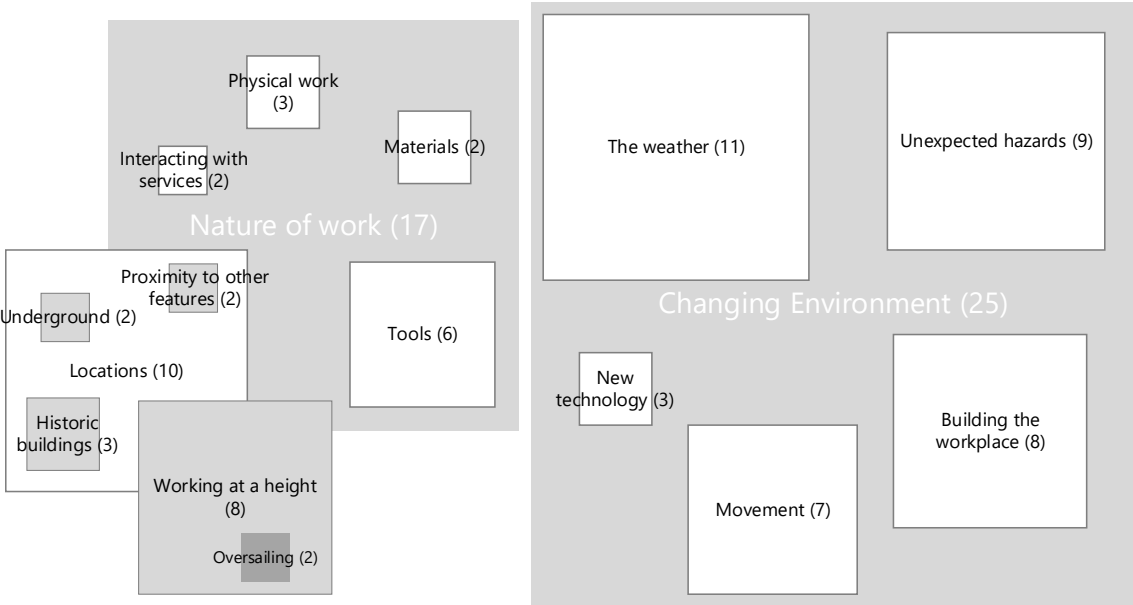 Physical work
(3)
Materials (2)
Interacting with
services (2)
Nature of work (17)
Proximity to other
features (2)
Underground (2)
Tools (6)
Locations (10)
Historic
buildings (3)
Working at a height
(8)
Oversailing (2)
The weather (11)
Unexpected hazards (9)
Changing Environment (25)
New
technology (3)
Building the
workplace (8)
Movement (7)